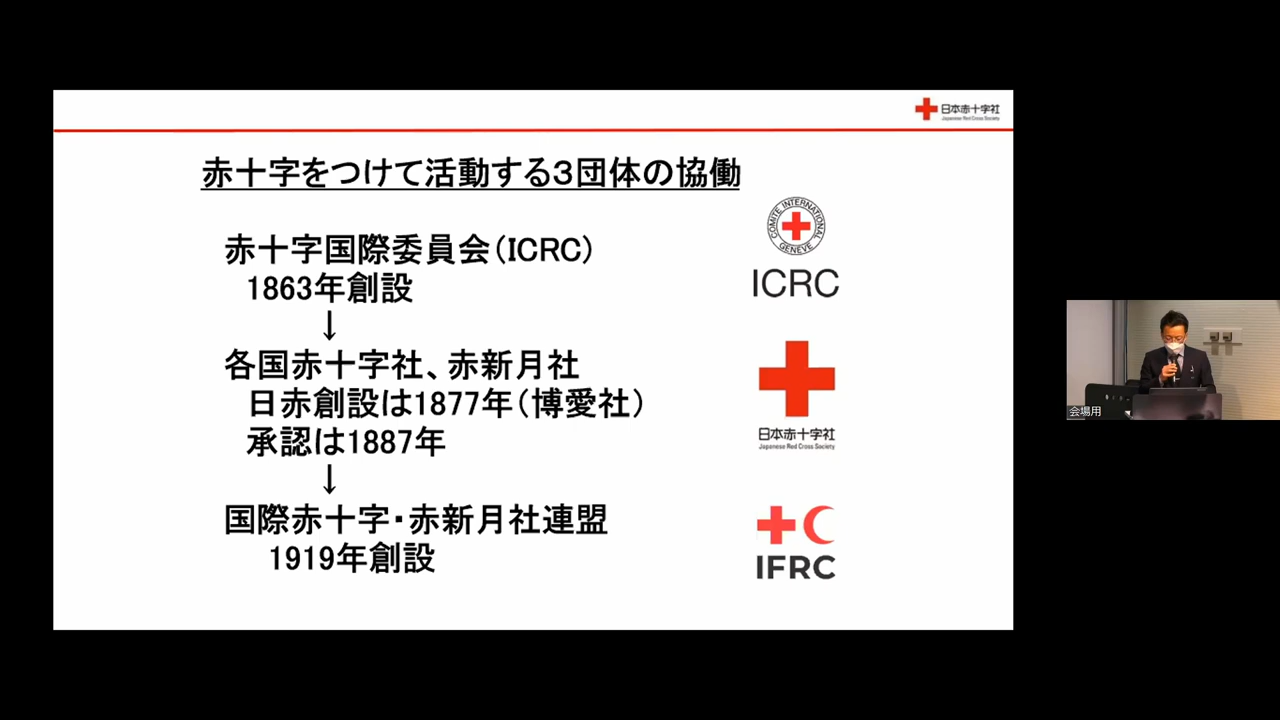 日本赤十字社
Japanese Red Cross Society
赤十字をつけて活動する３団体の協働
赤十字国際委員会（ICRC）
1863年創設
↓
各国赤十字社、赤新月社
日赤創設は1877年（博愛社）
承認は1887年
↓
国際赤十字・赤新月社連盟
1919年創設
COMITE INTERNATIONAL
GENEVE
ICRC
日本赤十字社
Japanese Red Cross Society
IFRC
会場用